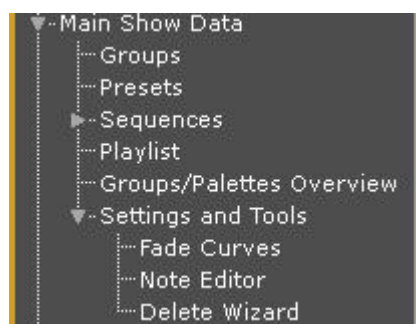 Main Show Data
Groups
Presets
Sequences
Playlist
Groups/Palettes Overview
Settings and Tools
Fade Curves
Note Editor
Delete Wizard